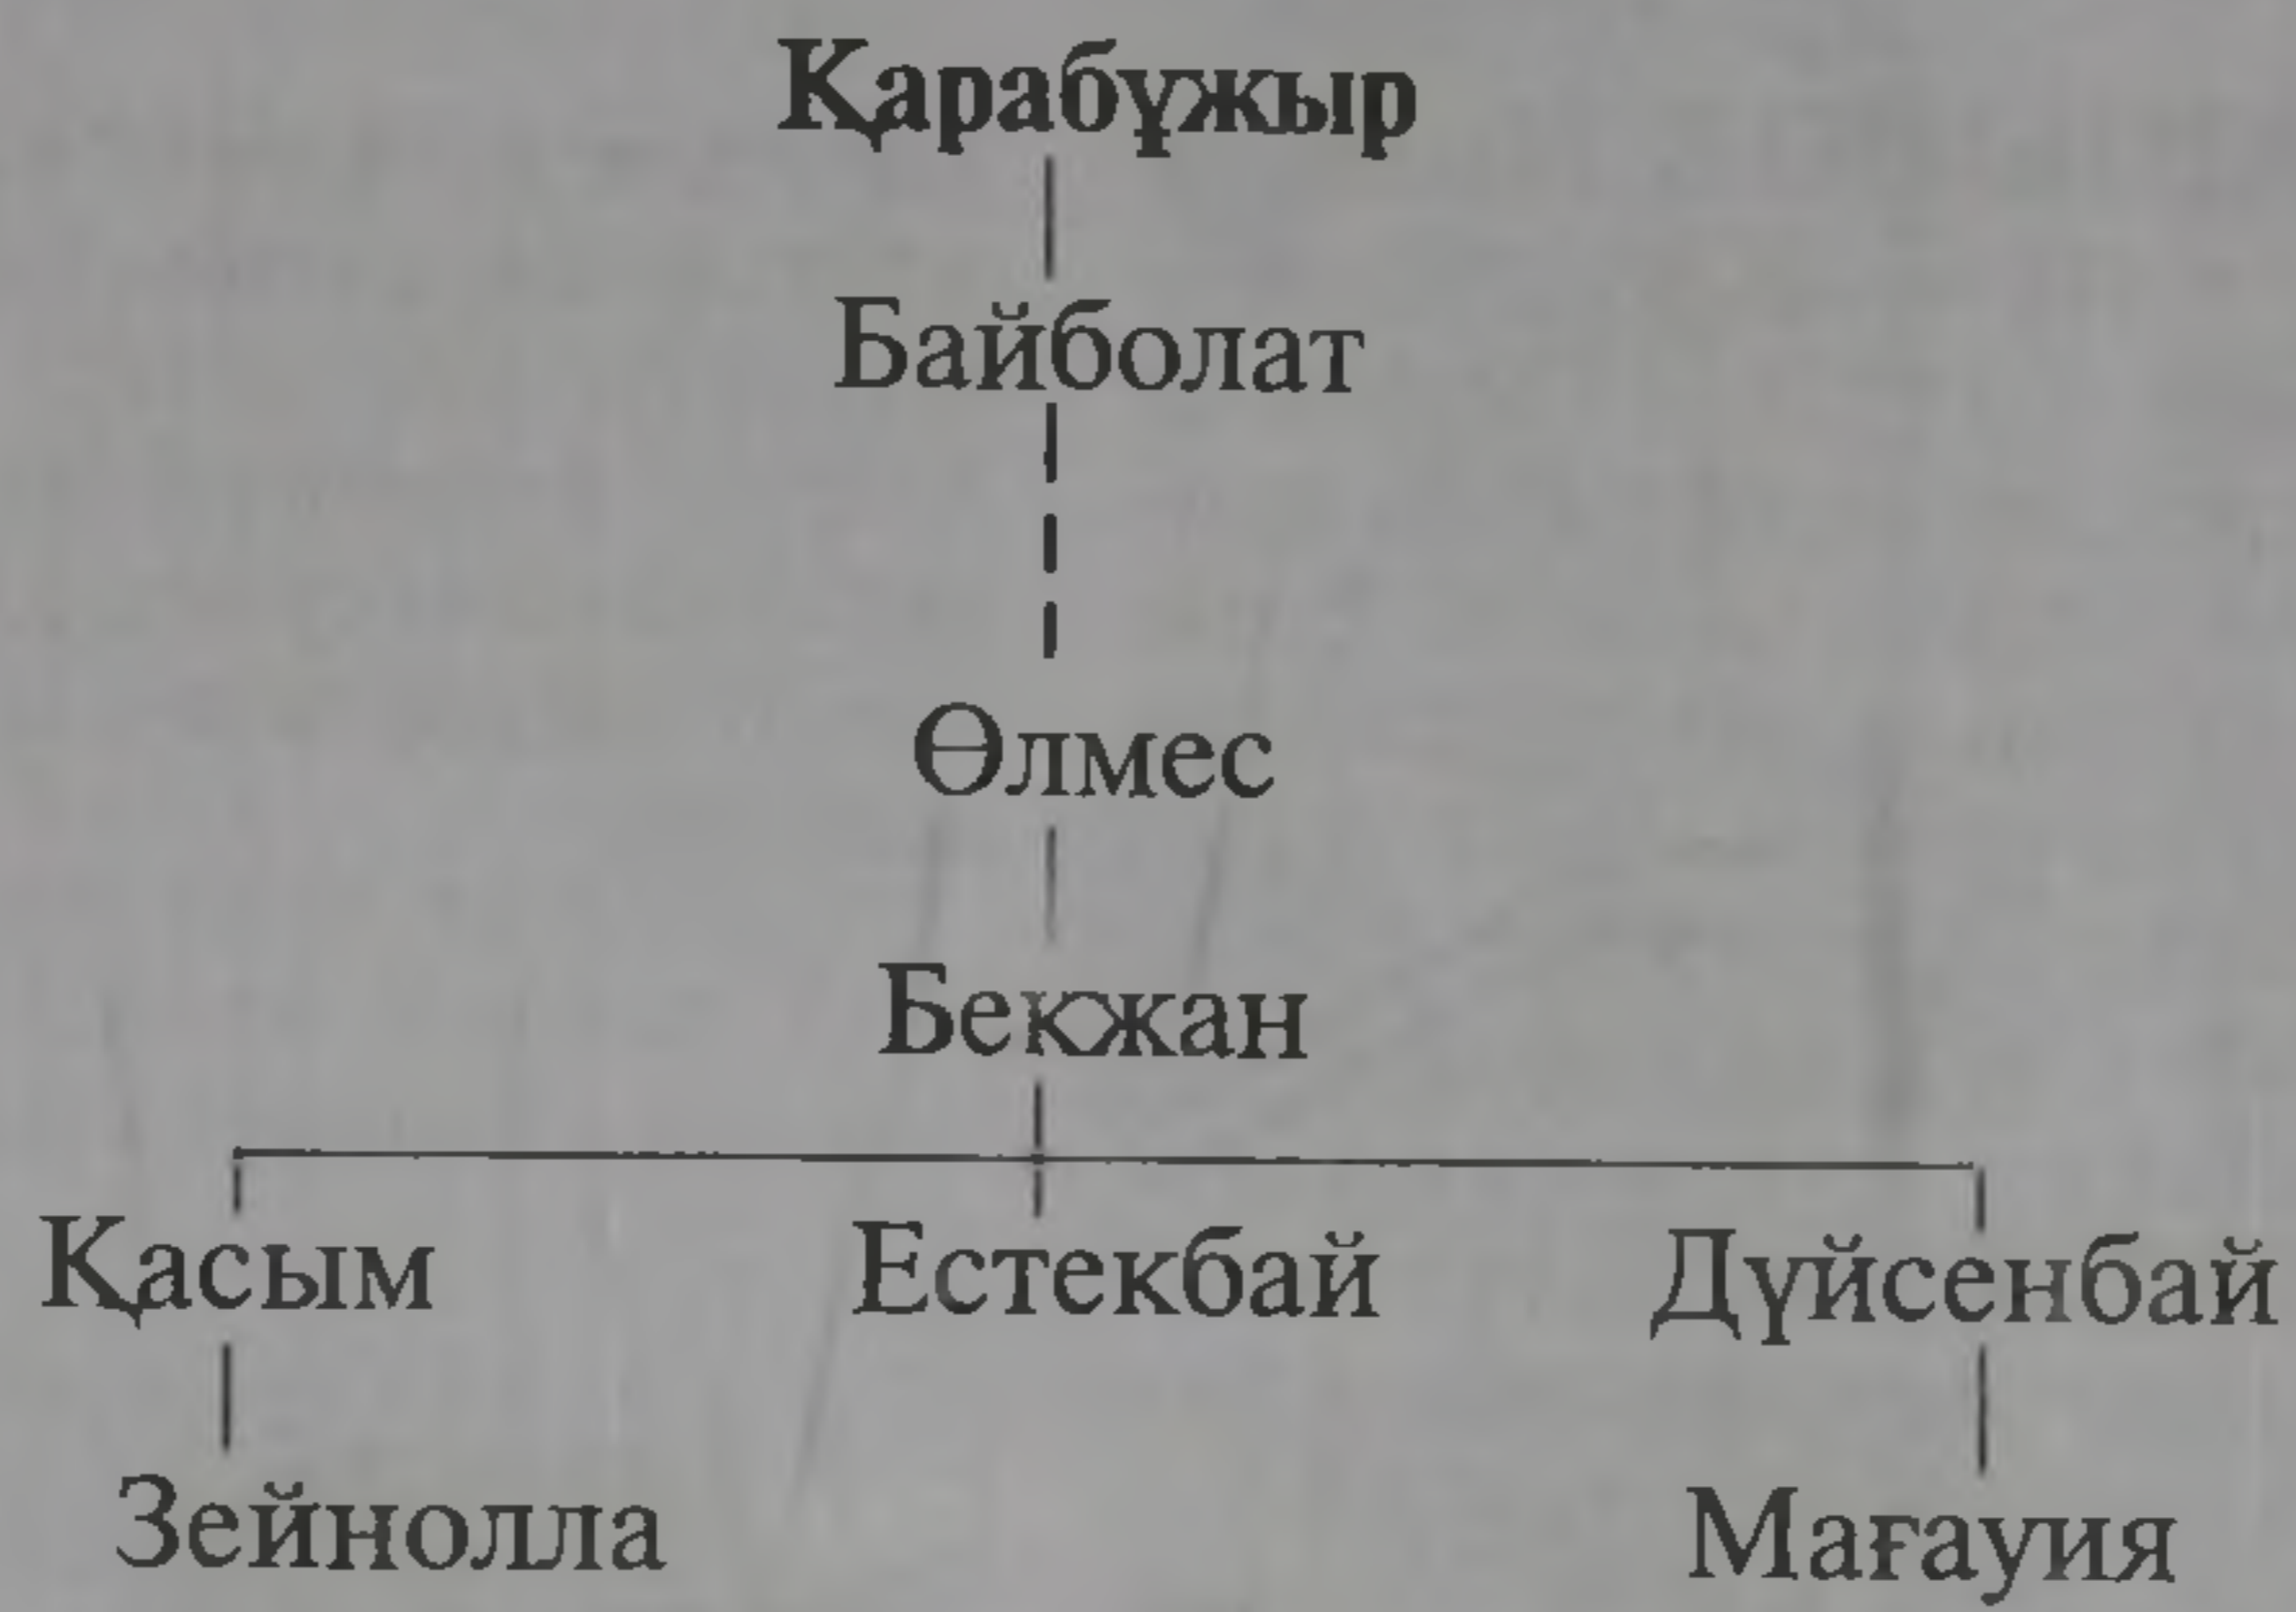 Қарабұжыр
Байболат
Өлмес
Бекжан
Қасым Естекбай Дүйсенбай
Зейнолла Мағауия